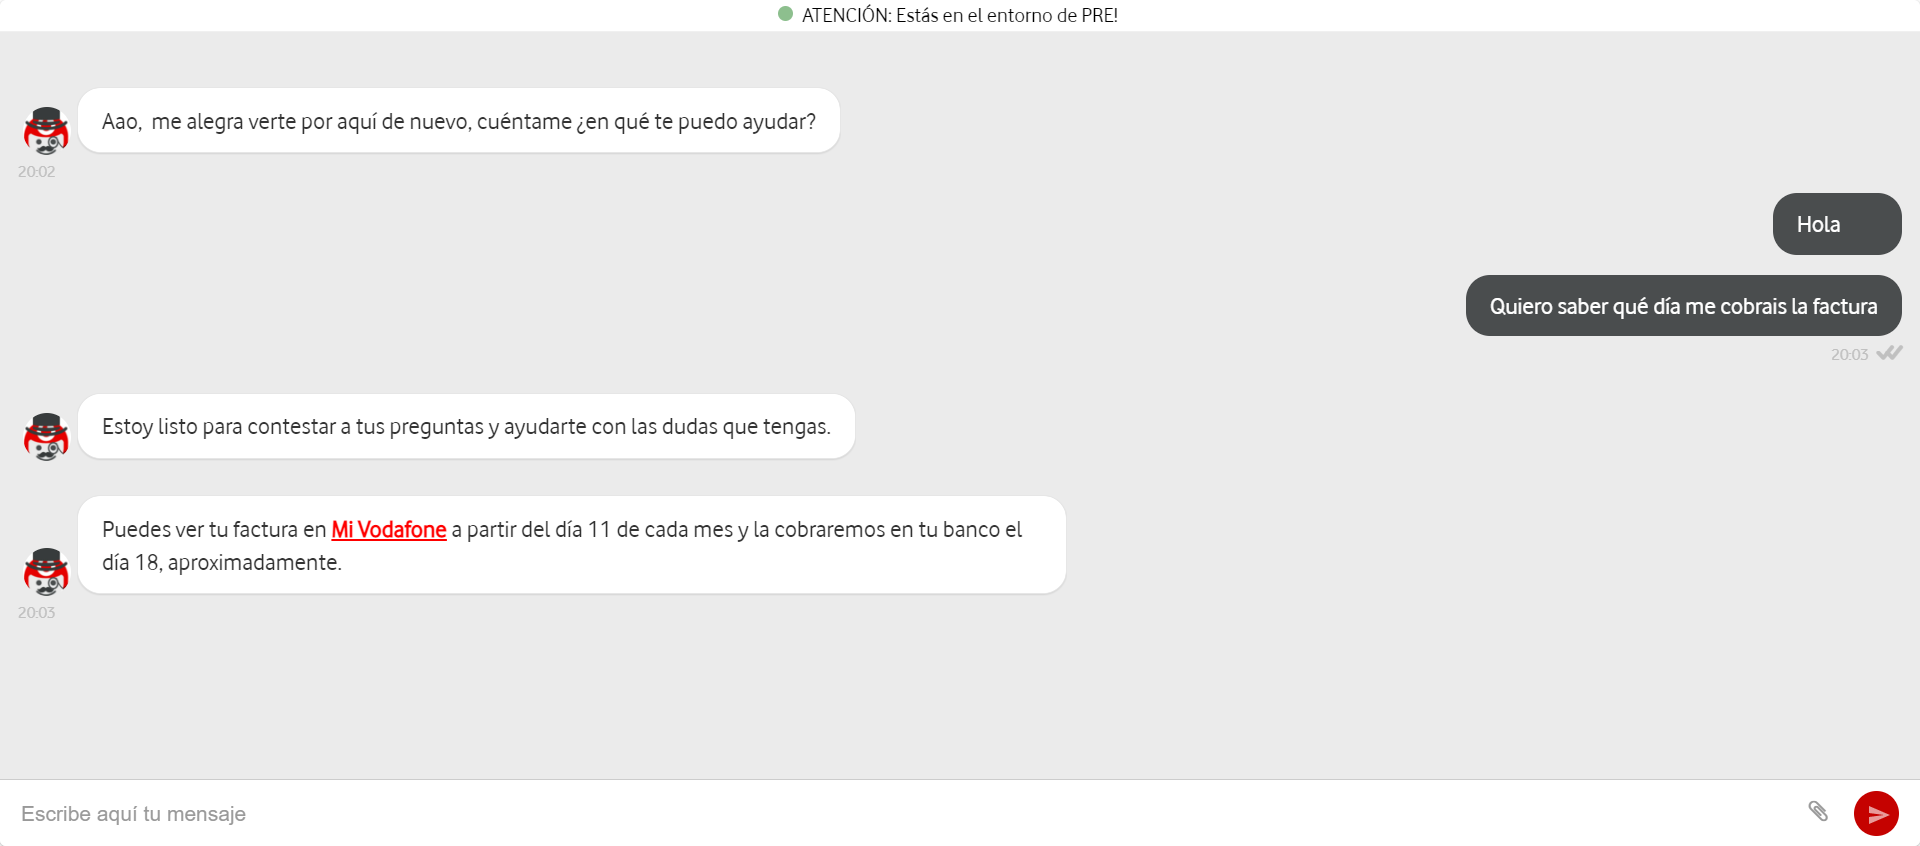 ATENCIÓN: Estás en el entorno de PRE!
Aao,  me alegra verte por aquí de nuevo, cuéntame ¿en qué te puedo ayudar?
20:02
Hola
Quiero saber qué día me cobrais la factura
20:03
Estoy listo para contestar a tus preguntas y ayudarte con las dudas que tengas.
Puedes ver tu factura en Mi Vodafone a partir del día 11 de cada mes y la cobraremos en tu banco el
día 18, aproximadamente.
20:03
Escribe aquí tu mensaje